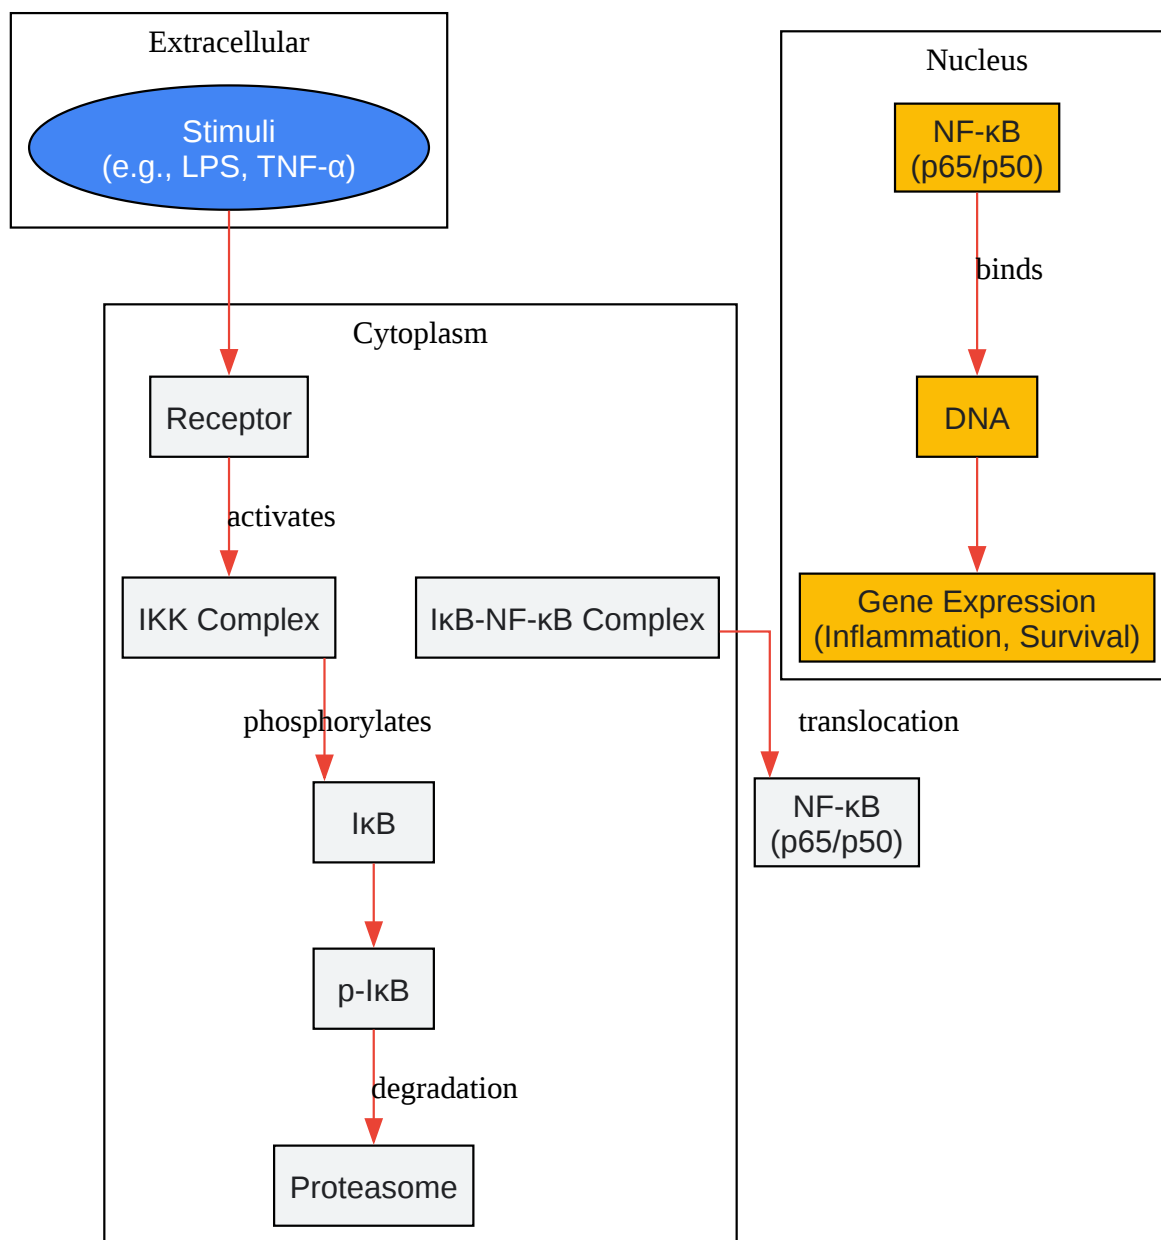 Extracellular
Stimuli
(e.g., LPS, TNF-α)
Cytoplasm
Receptor
activates
IKK Complex
IκB-NF-κB Complex
phosphorylates
translocation
IκB
NF-κB
(p65/p50)
p-IκB
degradation
Proteasome
Nucleus
NF-κB
(p65/p50)
binds
DNA
Gene Expression
(Inflammation, Survival)